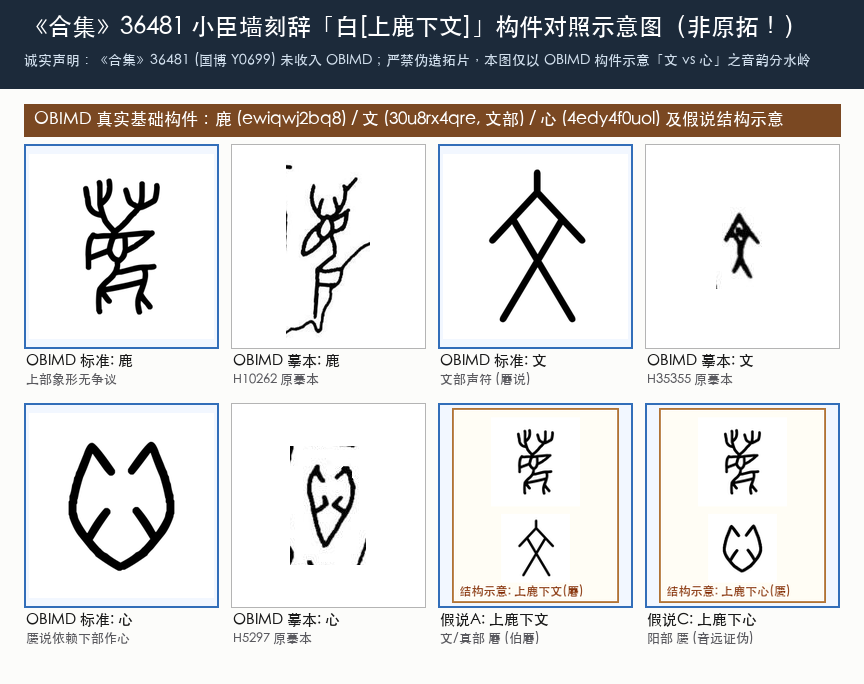 《合集》36481 小臣墙刻辞「白[上鹿下文]」构件对照示意图（非原拓！）
诚实声明：《合集》36481 (国博 Y0699) 未收入 OBIMD；严禁伪造拓片，本图仅以 OBIMD 构件示意「文 vs 心」之音韵分水岭
OBIMD 真实基础构件：鹿 (ewiqwj2bq8) / 文 (30u8rx4qre, 文部) / 心 (4edy4f0uol) 及假说结构示意
OBIMD 标准: 鹿
上部象形无争议
OBIMD 摹本: 鹿
H10262 原摹本
OBIMD 标准: 文
文部声符 (麐说)
OBIMD 摹本: 文
H35355 原摹本
结构示意: 上鹿下文(麐)
结构示意: 上鹿下心(㥲)
OBIMD 标准: 心
㥲说依赖下部作心
OBIMD 摹本: 心
H5297 原摹本
假说A: 上鹿下文
文/真部 麐 (伯麐)
假说C: 上鹿下心